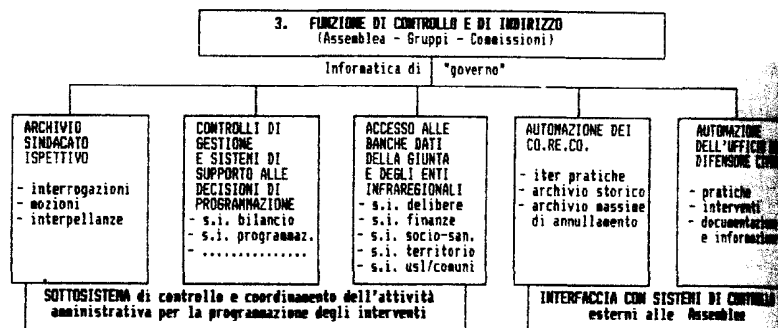 3. FUNZIONE DI CONTROLLO E DI INDIRIZZO
(Assemblea - Gruppi - Commissioni)
Informatica di "governo"
ARCHIVIO
SINDACATO
ISPETTIVO
- interrogazioni
- mozioni
- interpellanze
CONTROLLI DI
GESTIONE
E SISTEMI DI
SUPPORTO ALLE
DECISIONI DI
PROGRAMMAZIONE
- s.i. bilancio
- s.i. programmaz.
- ...............
ACCESSO ALLE
BANCHE DATI
DELLA GIUNTA
E DEGLI ENTI
INFRAREGIONALI
- s.i. delibere
- s.i. finanze
- s.i. socio-san.
- s.i. territorio
- s.i. usl/comuni
AUTOMAZIONE DEI
CO.RE.CO.
- iter pratiche
- archivio storico
- archivio massime
di annullamento
AUTOMAZIONE
DELL'UFFICIO
DIFENSORE
- pratiche
- interventi
- documentazione
e informazione
SOTTOSISTEMA di controllo e coordinamento dell'attività
amministrativa per la programmazione degli interventi
INTERFACCIA CON SISTEMI DI CONTROLLO
esterni alle Assemblee